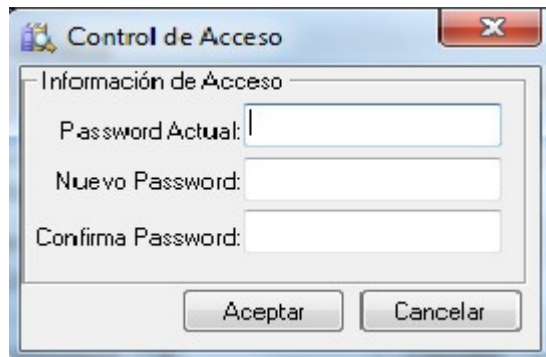 Control de Acceso
Información de Acceso
Password Actual:
Nuevo Password:
Confirma Password:
Aceptar Cancelar